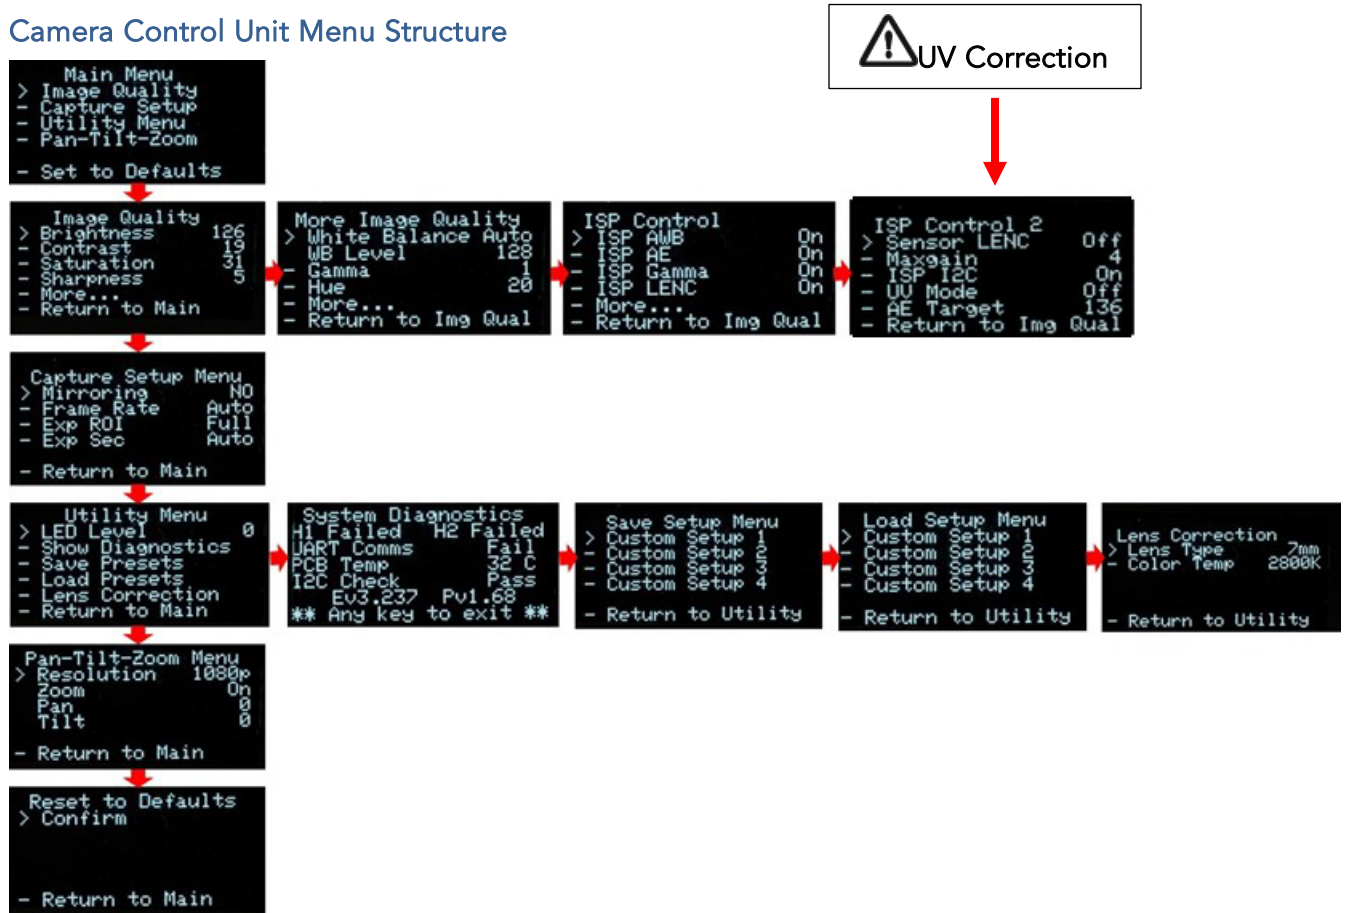 Camera Control Unit Menu Structure
UV Correction
Main Menu
> Image Quality
- Capture Setup
- Utility Menu
- Pan-Tilt-Zoom
- Set to Defaults
Image Quality
> Brightness 126
- Contrast 19
- Saturation 31
- Sharpness 5
- More...
- Return to Main
More Image Quality
> White Balance Auto
WB Level 128
- Gamma 1
- Hue 20
- More...
- Return to Img Qual
ISP Control
> ISP AWB On
- ISP AE On
- ISP Gamma On
- ISP LENC On
- More...
- Return to Img Qual
ISP Control 2
> Sensor LENC Off
- Maxgain 4
- ISP I2C On
- UV Mode Off
- AE Target 136
- Return to Img Qual
Capture Setup Menu
> Mirroring NO
- Frame Rate Auto
- Exp ROI Full
- Exp Sec Auto
- Return to Main
Utility Menu
> LED Level 0
- Show Diagnostics
- Save Presets
- Load Presets
- Lens Correction
- Return to Main
System Diagnostics
H1 Failed H2 Failed
UART Comms Fail
PCB Temp 32 C
I2C Check Pass
Ev3.237 Pv1.68
** Any key to exit **
Save Setup Menu
> Custom Setup 1
- Custom Setup 2
- Custom Setup 3
- Custom Setup 4
- Return to Utility
Load Setup Menu
> Custom Setup 1
- Custom Setup 2
- Custom Setup 3
- Custom Setup 4
- Return to Utility
Lens Correction
> Lens Type 7mm
- Color Temp 2800K
- Return to Utility
Pan-Tilt-Zoom Menu
> Resolution 1080p
Zoom On
Pan 0
Tilt 0
- Return to Main
Reset to Defaults
> Confirm
- Return to Main